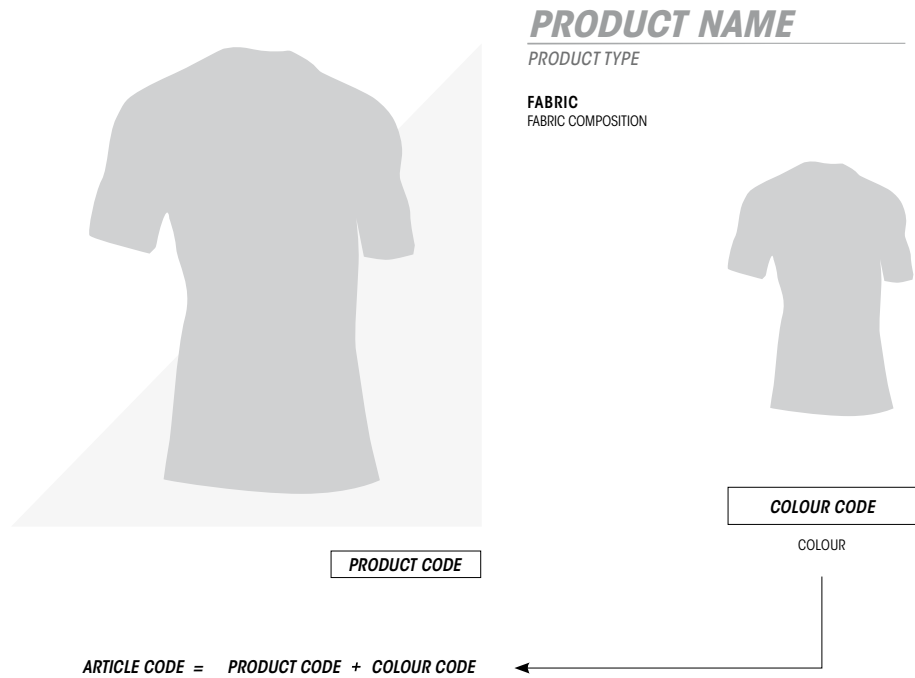 PRODUCT NAME
PRODUCT TYPE
FABRIC
FABRIC COMPOSITION
COLOUR CODE
COLOUR
PRODUCT CODE
ARTICLE CODE = PRODUCT CODE + COLOUR CODE